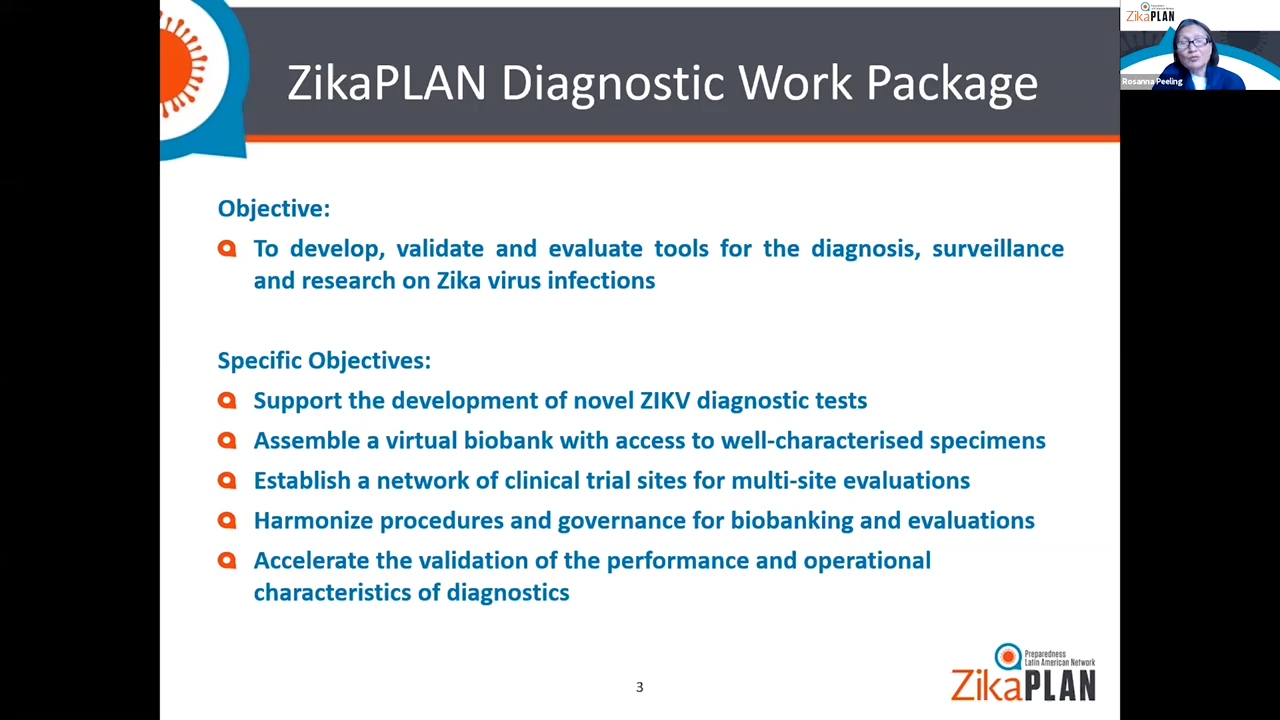 ZikaPLAN Diagnostic Work Package
ZikaPLAN
Rosanna Peeling
Objective:
To develop, validate and evaluate tools for the diagnosis, surveillance
and research on Zika virus infections
Specific Objectives:
Support the development of novel ZIKV diagnostic tests
Assemble a virtual biobank with access to well-characterised specimens
Establish a network of clinical trial sites for multi-site evaluations
Harmonize procedures and governance for biobanking and evaluations
Accelerate the validation of the performance and operational
characteristics of diagnostics
Preparedness
Latin American Network
ZikaPLAN
3